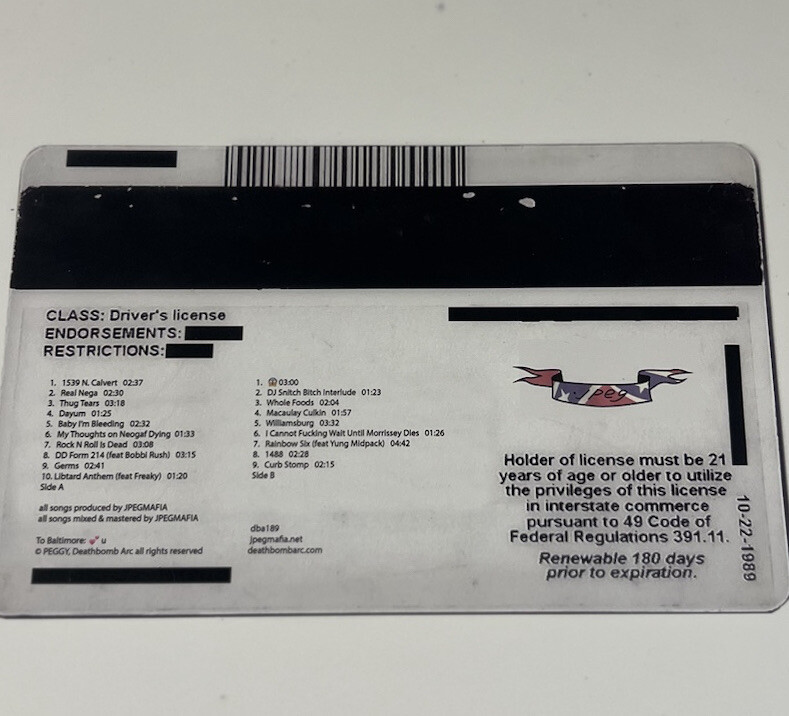 CLASS: Driver's license
ENDORSEMENTS:
RESTRICTIONS:
1. 1539 N. Calvert 02:37
2. Real Nega 02:30
3. Thug Tears 03:18
4. Dayum 01:25
5. Baby I'm Bleeding 02:32
6. My Thoughts on Neogaf Dying 01:33
7. Rock N Roll Is Dead 03:08
8. DD Form 214 (feat Bobbi Rush) 03:15
9. Germs 02:41
10. Libtard Anthem (feat Freaky) 01:20
Side A
all songs produced by JPEGMAFIA
all songs mixed & mastered by JPEGMAFIA
To Baltimore: 💕 u
© PEGGY, Deathbomb Arc all rights reserved
1. 😱 03:00
2. DJ Snitch Bitch Interlude 01:23
3. Whole Foods 02:04
4. Macaulay Culkin 01:57
5. Williamsburg 03:32
6. I Cannot Fucking Wait Until Morrissey Dies 01:26
7. Rainbow Six (feat Yung Midpack) 04:42
8. 1488 02:28
9. Curb Stomp 02:15
Side B
dba189
jpegmafia.net
deathbombarc.com
Jpeg
Holder of license must be 21
years of age or older to utilize
the privileges of this license
in interstate commerce
pursuant to 49 Code of
Federal Regulations 391.11.
Renewable 180 days
prior to expiration.
10-22-1989